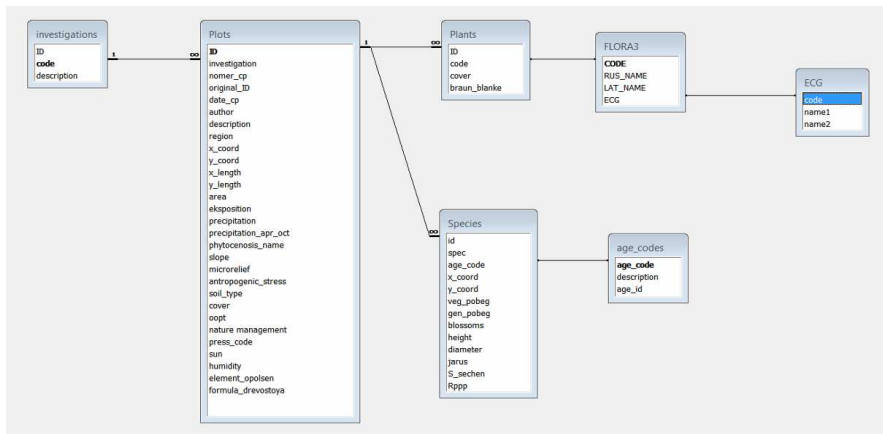 investigations
ID
code
description
1
∞
Plots
ID
investigation
nomer_cp
original_ID
date_cp
author
description
region
x_coord
y_coord
x_length
y_length
area
eksposition
precipitation
precipitation_apr_oct
phytocenosis_name
slope
microrelief
antropogenic_stress
soil_type
cover
oopt
nature management
press_code
sun
humidity
element_opolsen
formula_drevostoya
1
∞
Plants
ID
code
cover
braun_blanke
FLORA3
CODE
RUS_NAME
LAT_NAME
ECG
ECG
code
name1
name2
∞
Species
id
spec
age_code
x_coord
y_coord
veg_pobeg
gen_pobeg
blossoms
height
diameter
jarus
S_sechen
Rppp
age_codes
age_code
description
age_id